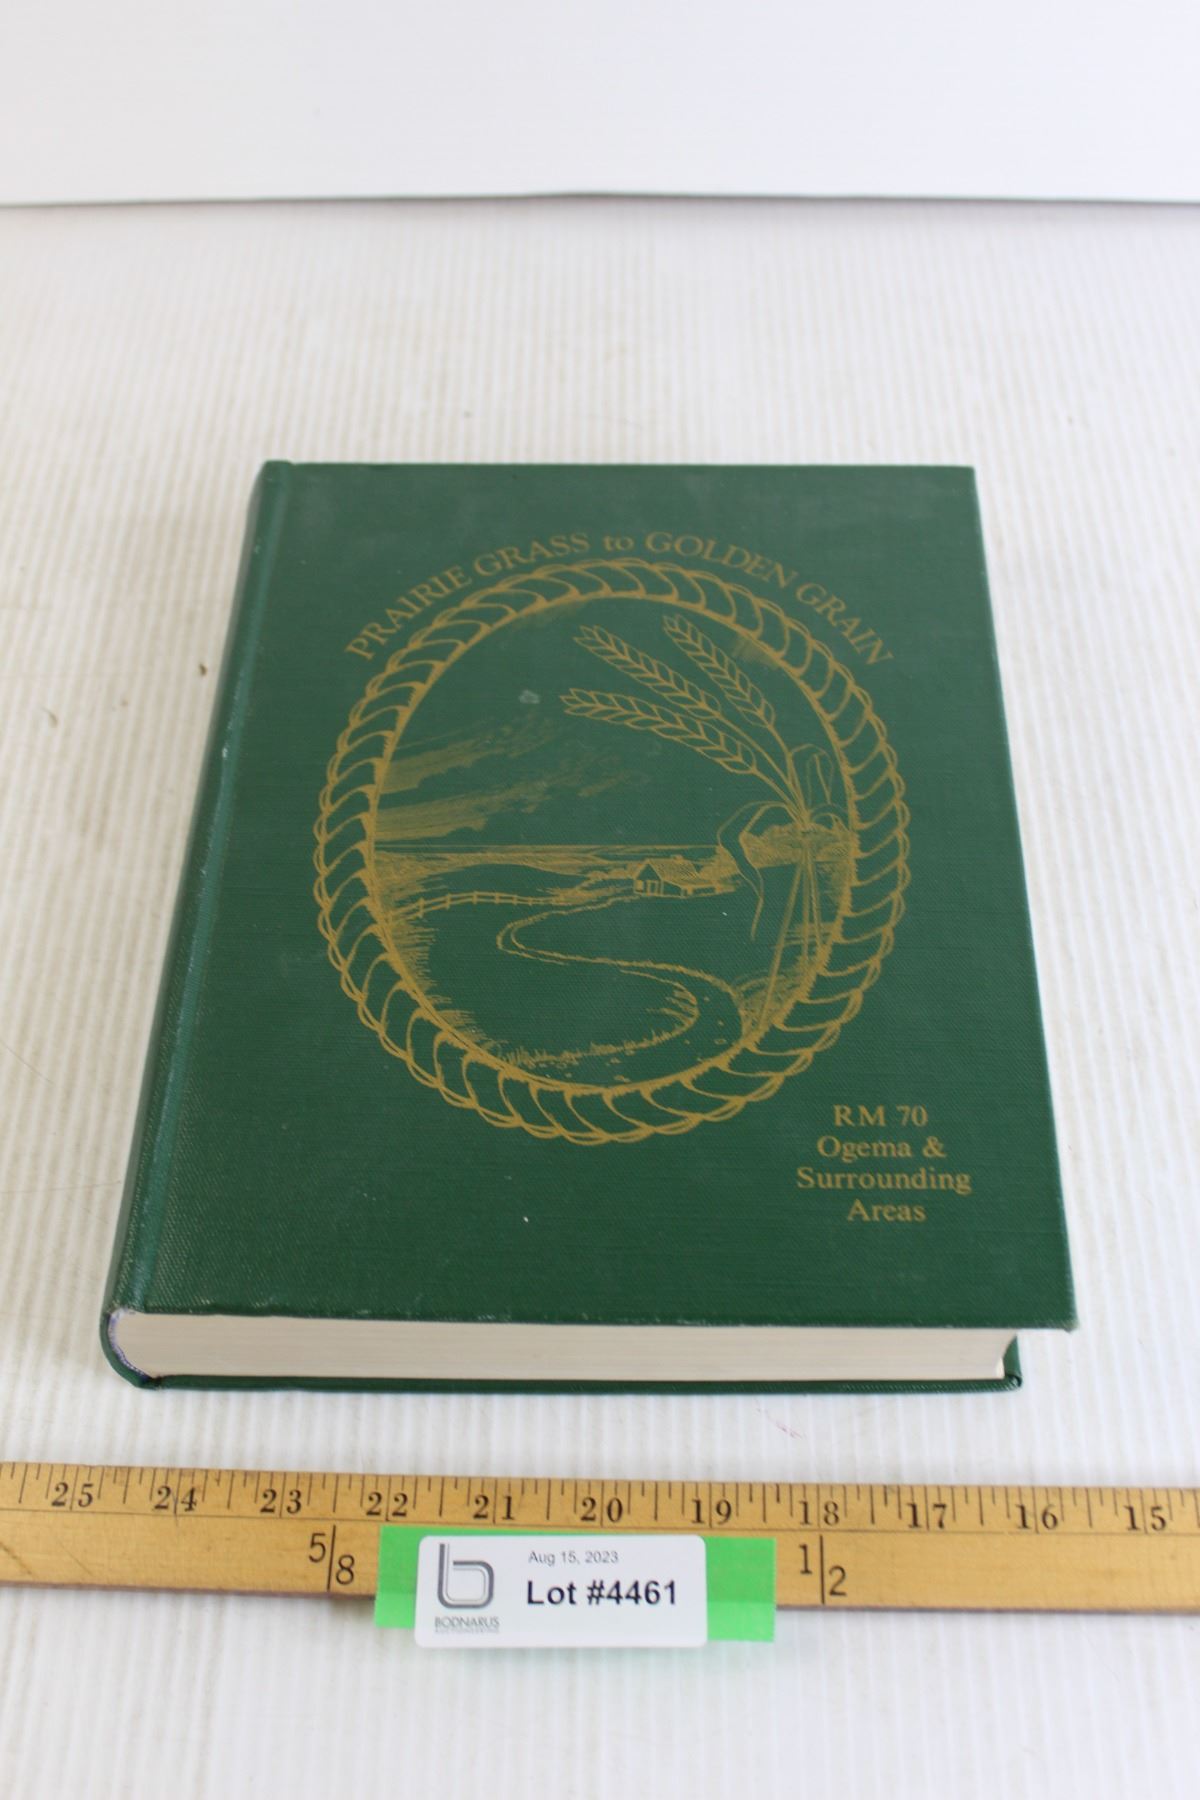 PRAIRIE GRASS to GOLDEN GRAIN
RM 70
Ogema &
Surrounding
Areas
25 24 23 22 21 20 19 18 17 16 15
5/8 1/2
Aug 15, 2023
Lot #4461
b
BODNARUS
AUCTIONEERING